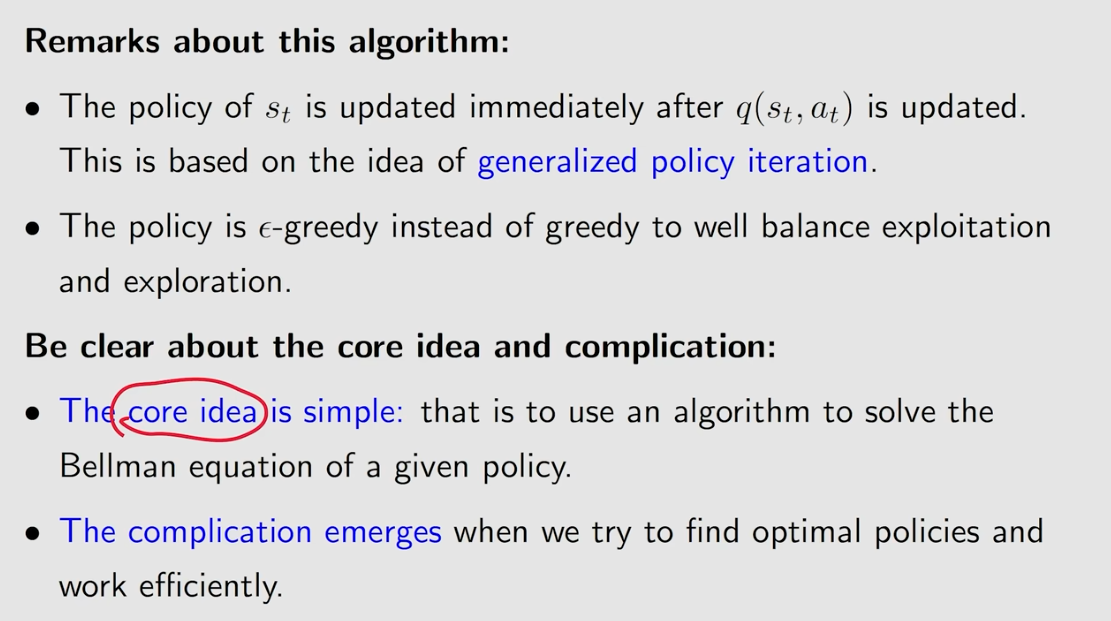 Remarks about this algorithm:
• The policy of s_t is updated immediately after q(s_t, a_t) is updated.
This is based on the idea of generalized policy iteration.
• The policy is ϵ-greedy instead of greedy to well balance exploitation
and exploration.
Be clear about the core idea and complication:
• The core idea is simple: that is to use an algorithm to solve the
Bellman equation of a given policy.
• The complication emerges when we try to find optimal policies and
work efficiently.